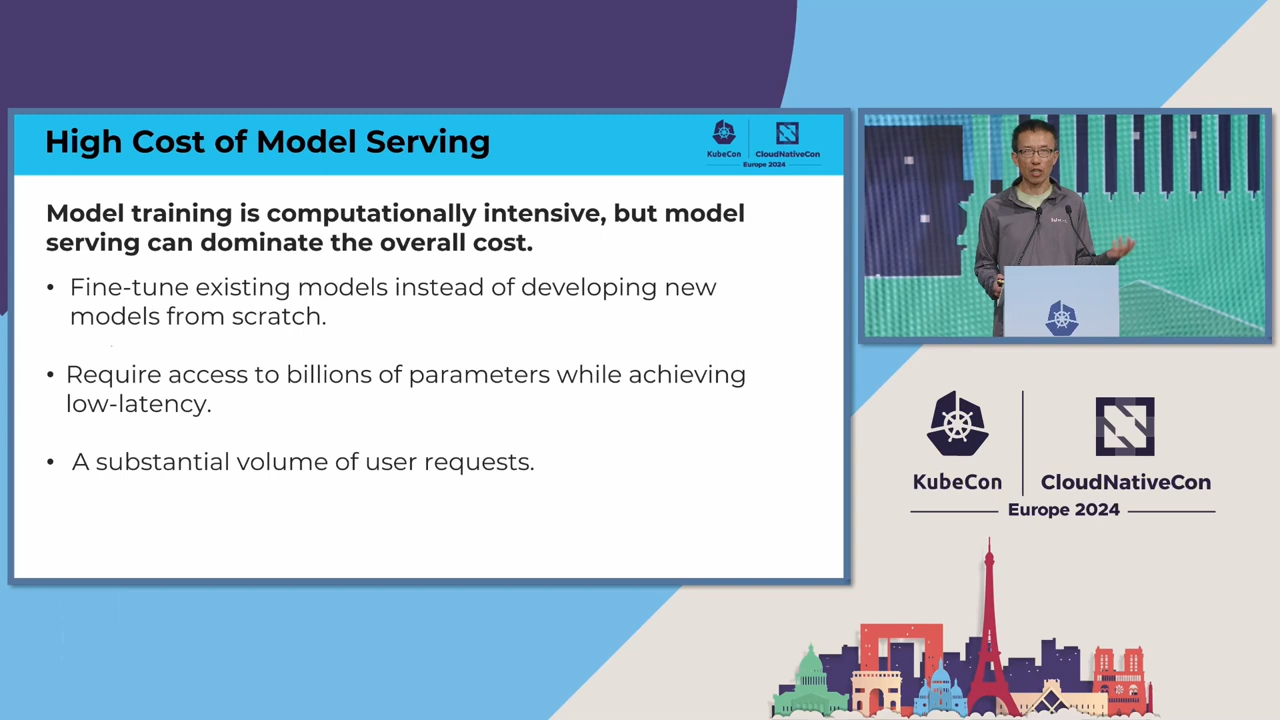 High Cost of Model Serving
KubeCon
CloudNativeCon
Europe 2024
Model training is computationally intensive, but model
serving can dominate the overall cost.
• Fine-tune existing models instead of developing new
models from scratch.
• Require access to billions of parameters while achieving
low-latency.
• A substantial volume of user requests.
KubeCon
CloudNativeCon
Europe 2024